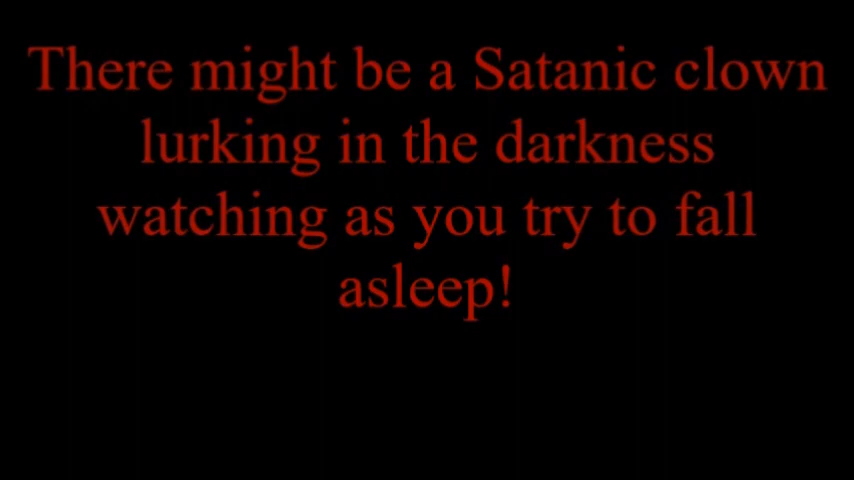 There might be a Satanic clown
lurking in the darkness
watching as you try to fall
asleep!